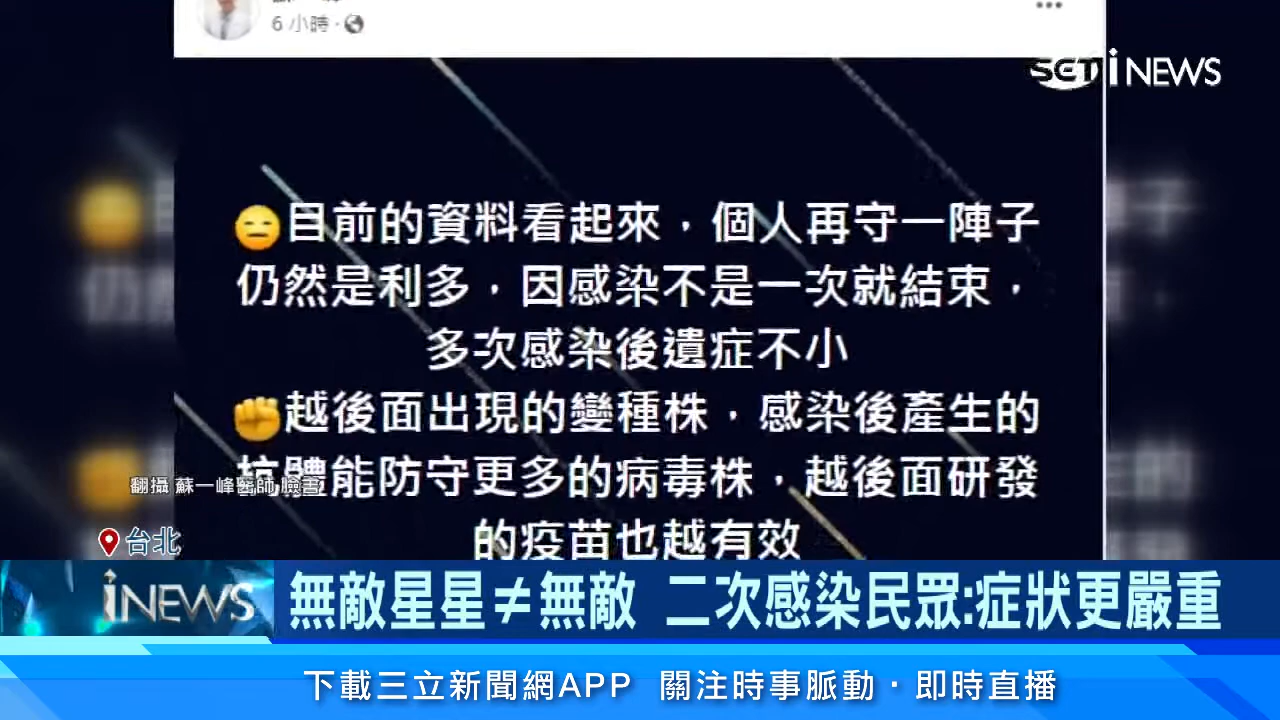 6 小時
SETi NEWS
😑目前的資料看起來，個人再守一陣子
仍然是利多，因感染不是一次就結束，
多次感染後遺症不小
✊越後面出現的變種株，感染後產生的
抗體能防守更多的病毒株，越後面研發
的疫苗也越有效
翻攝 蘇一峰醫師 臉書
台北
iNEWS
無敵星星≠無敵 二次感染民眾:症狀更嚴重
下載三立新聞網APP 關注時事脈動・即時直播